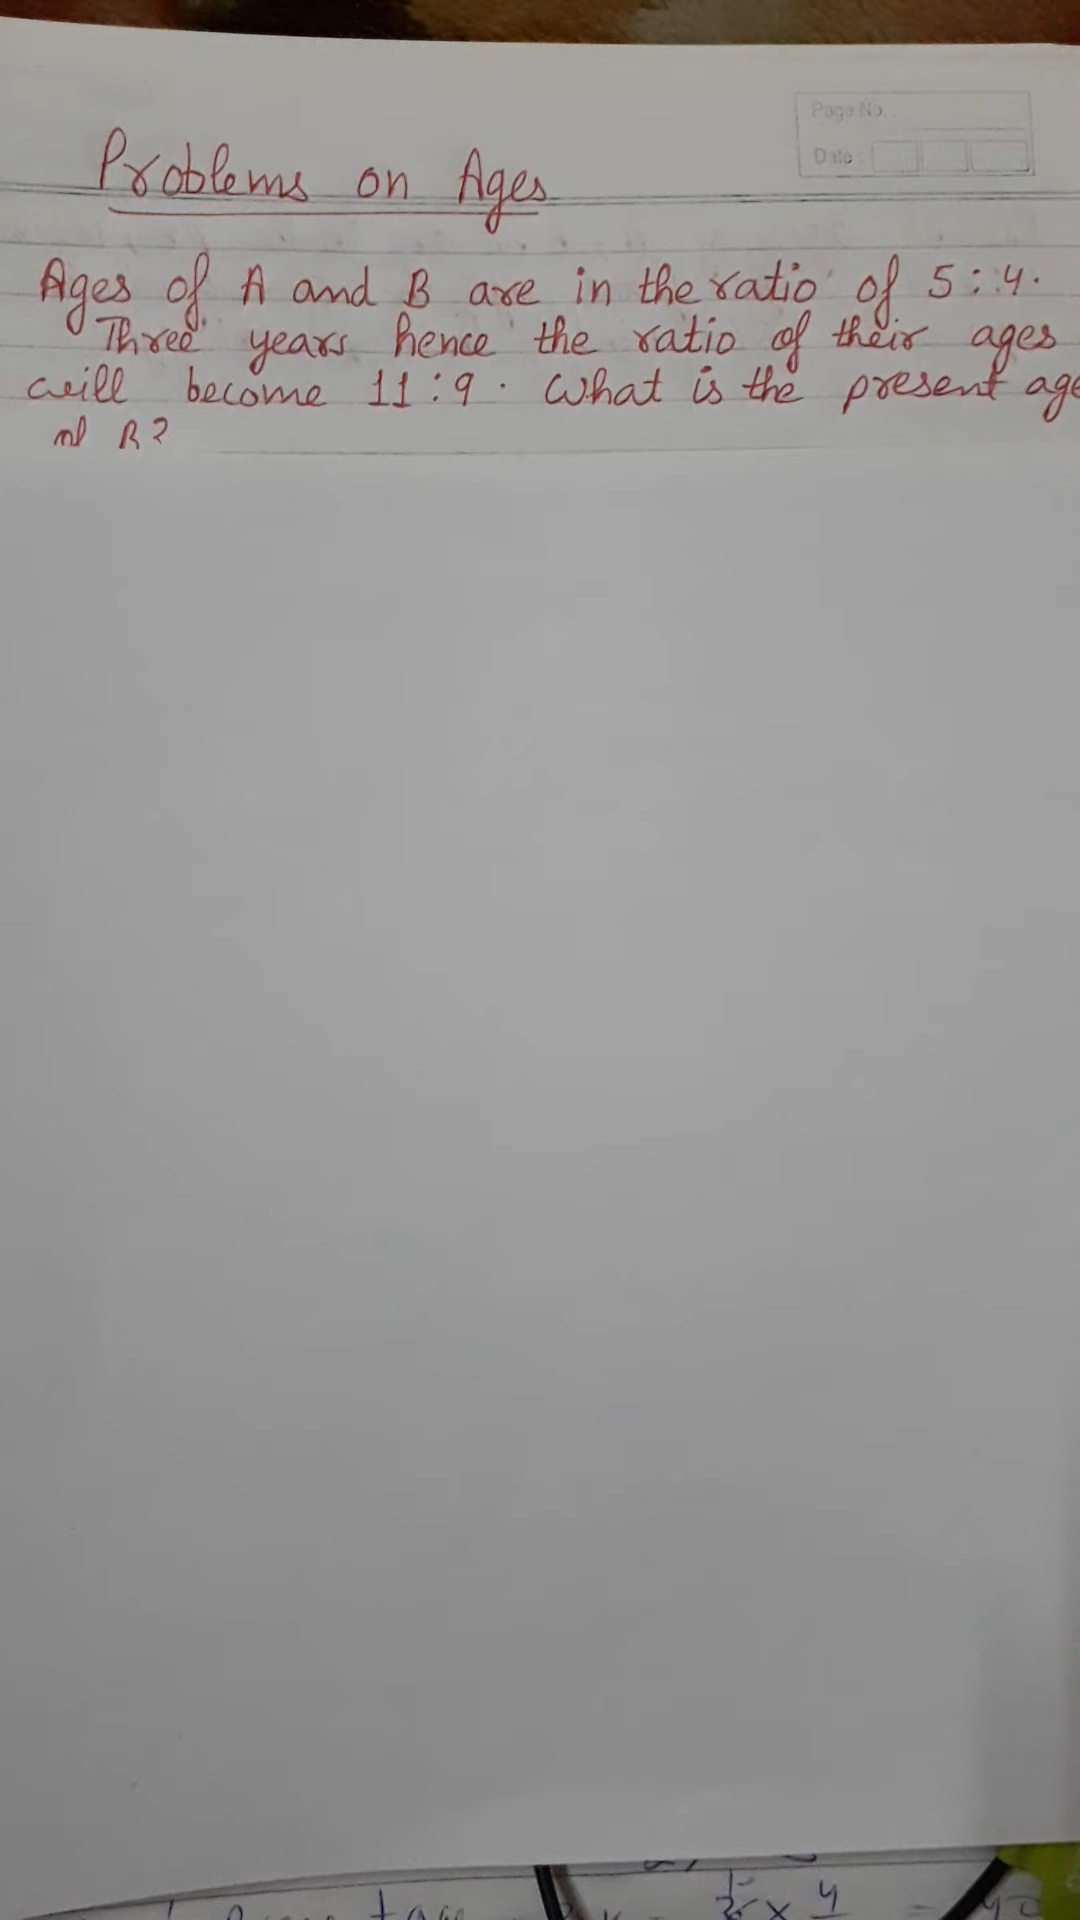 Page No.
Date
Problems on Ages
Ages of A and B are in the ratio of 5:4.
Three years hence the ratio of their ages
will become 11:9. What is the present age
of B?